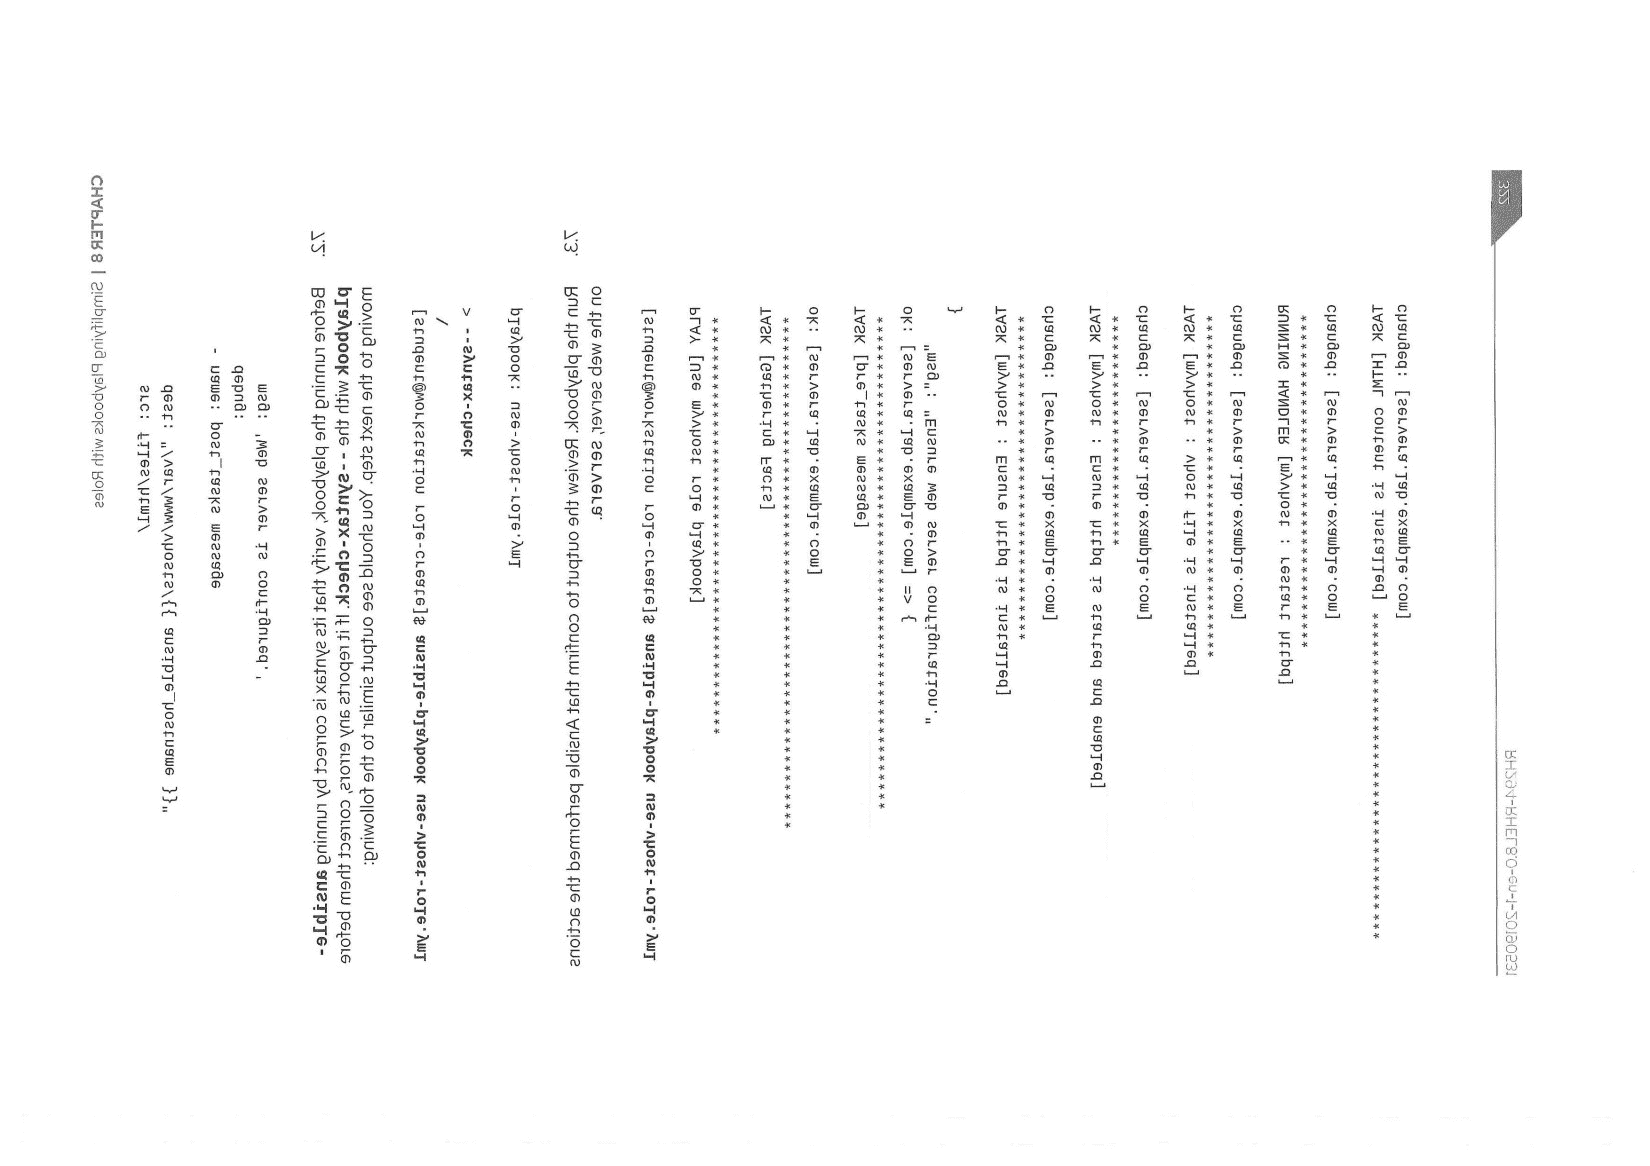 CHAPTER 8 | Simplifying Playbooks with Roles
src: files/html/
dest: "/var/www/vhosts/{{ ansible_hostname }}"
- name: post_tasks message
debug:
msg: 'Web server is configured.'
7.2. Before running the playbook, verify that its syntax is correct by running ansible-
playbook with the --syntax-check. If it reports any errors, correct them before
moving to the next step. You should see output similar to the following:
[student@workstation role-create]$ ansible-playbook use-vhost-role.yml
/
> --syntax-check
playbook: use-vhost-role.yml
7.3. Run the playbook. Review the output to confirm that Ansible performed the actions
on the web server, servera.
[student@workstation role-create]$ ansible-playbook use-vhost-role.yml
PLAY [use myvhost role playbook]
*****************************************
TASK [Gathering Facts]
***************************************************
ok: [servera.lab.example.com]
TASK [pre_tasks message]
************************************************
ok: [servera.lab.example.com] => {
"msg": "Ensure web server configuration."
}
TASK [myvhost : Ensure httpd is installed]
********************************
changed: [servera.lab.example.com]
TASK [myvhost : Ensure httpd is started and enabled]
**********************
changed: [servera.lab.example.com]
TASK [myvhost : vhost file is installed]
**********************************
changed: [servera.lab.example.com]
RUNNING HANDLER [myvhost : restart httpd]
*********************************
changed: [servera.lab.example.com]
TASK [HTML content is installed] *********************************
changed: [servera.lab.example.com]
322
RH294-RHEL8.0-en-1-20190531